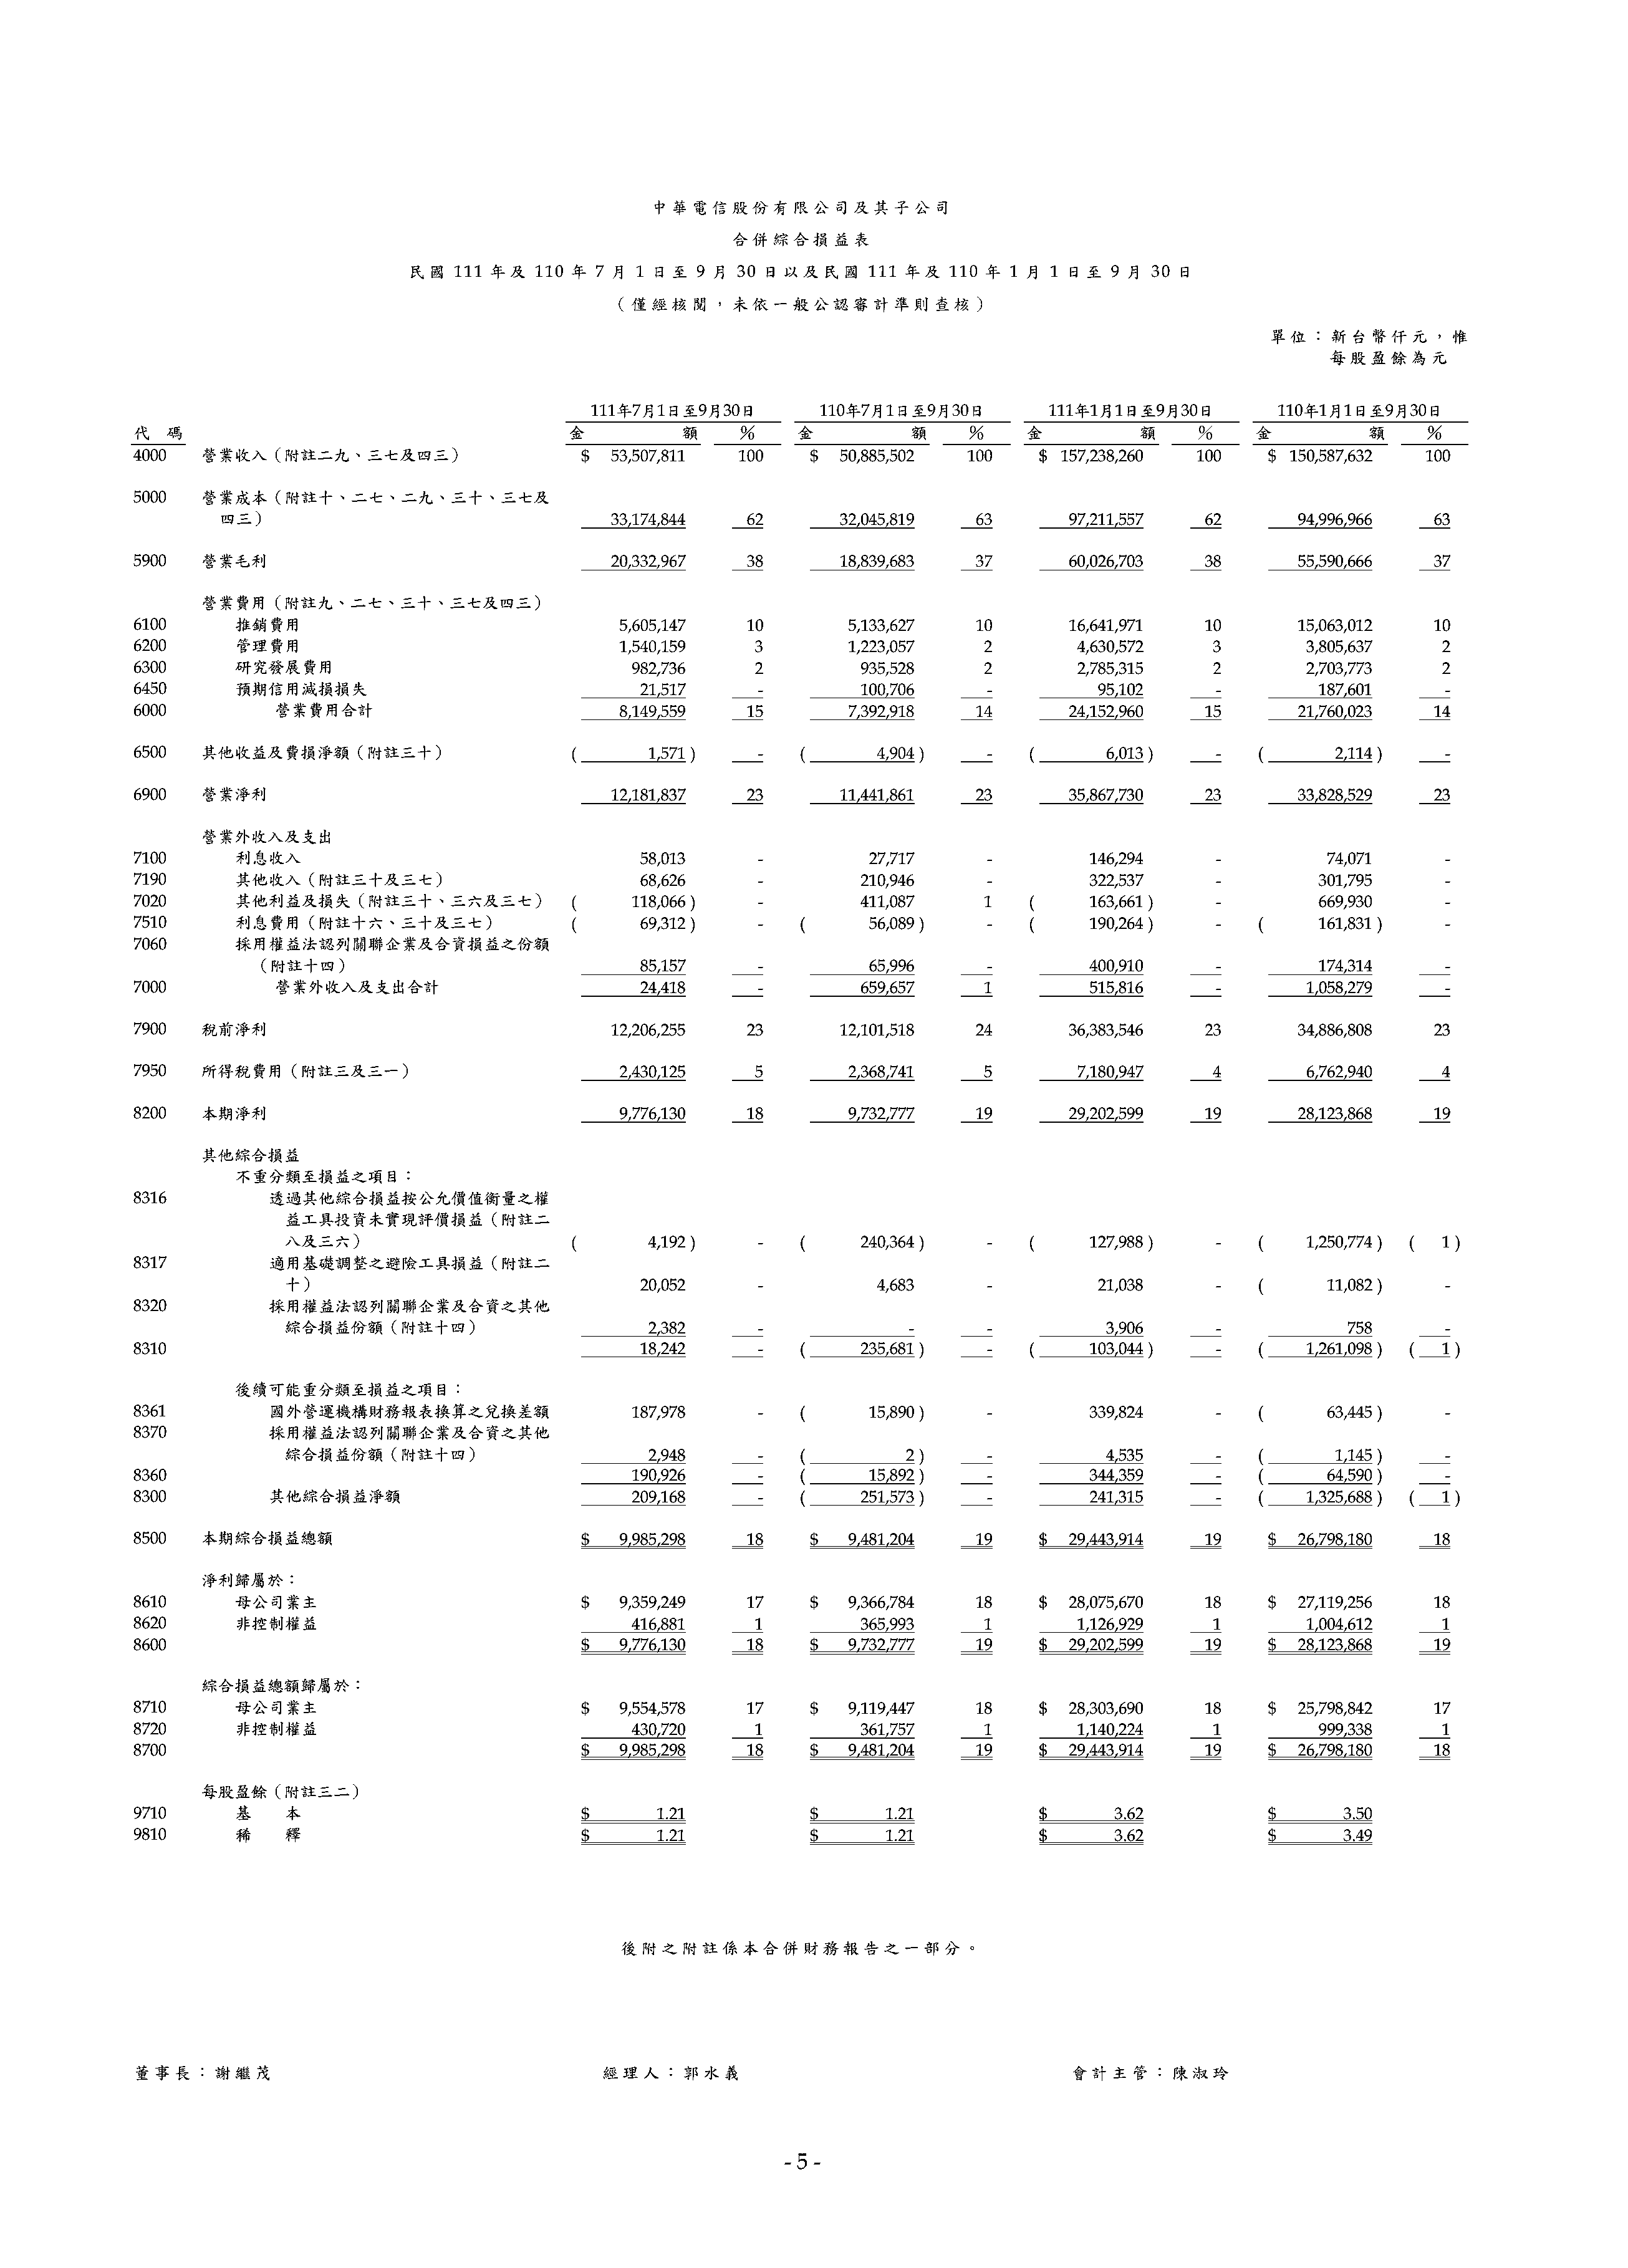 中華電信股份有限公司及其子公司
合併綜合損益表
民國 111 年及 110 年 7 月 1 日至 9 月 30 日以及民國 111 年及 110 年 1 月 1 日至 9 月 30 日
（僅經核閱，未依一般公認審計準則查核）
單位：新台幣仟元，惟
每股盈餘為元
111年7月1日至9月30日 110年7月1日至9月30日 111年1月1日至9月30日 110年1月1日至9月30日
代 碼 金 額 % 金 額 % 金 額 % 金 額 %
4000 營業收入（附註二九、三七及四三） $ 53,507,811 100 $ 50,885,502 100 $ 157,238,260 100 $ 150,587,632 100
5000 營業成本（附註十、二七、二九、三十、三七及
四三） 33,174,844 62 32,045,819 63 97,211,557 62 94,996,966 63
5900 營業毛利 20,332,967 38 18,839,683 37 60,026,703 38 55,590,666 37
營業費用（附註九、二七、三十、三七及四三）
6100 推銷費用 5,605,147 10 5,133,627 10 16,641,971 10 15,063,012 10
6200 管理費用 1,540,159 3 1,223,057 2 4,630,572 3 3,805,637 2
6300 研究發展費用 982,736 2 935,528 2 2,785,315 2 2,703,773 2
6450 預期信用減損損失 21,517 - 100,706 - 95,102 - 187,601 -
6000 營業費用合計 8,149,559 15 7,392,918 14 24,152,960 15 21,760,023 14
6500 其他收益及費損淨額（附註三十） ( 1,571 ) - ( 4,904 ) - ( 6,013 ) - ( 2,114 ) -
6900 營業淨利 12,181,837 23 11,441,861 23 35,867,730 23 33,828,529 23
營業外收入及支出
7100 利息收入 58,013 - 27,717 - 146,294 - 74,071 -
7190 其他收入（附註三十及三七） 68,626 - 210,946 - 322,537 - 301,795 -
7020 其他利益及損失（附註三十、三六及三七） ( 118,066 ) - 411,087 1 ( 163,661 ) - 669,930 -
7510 利息費用（附註十六、三十及三七） ( 69,312 ) - ( 56,089 ) - ( 190,264 ) - ( 161,831 ) -
7060 採用權益法認列關聯企業及合資損益之份額
（附註十四） 85,157 - 65,996 - 400,910 - 174,314 -
7000 營業外收入及支出合計 24,418 - 659,657 1 515,816 - 1,058,279 -
7900 稅前淨利 12,206,255 23 12,101,518 24 36,383,546 23 34,886,808 23
7950 所得稅費用（附註三及三一） 2,430,125 5 2,368,741 5 7,180,947 4 6,762,940 4
8200 本期淨利 9,776,130 18 9,732,777 19 29,202,599 19 28,123,868 19
其他綜合損益
不重分類至損益之項目：
8316 透過其他綜合損益按公允價值衡量之權
益工具投資未實現評價損益（附註二
八及三六） ( 4,192 ) - ( 240,364 ) - ( 127,988 ) - ( 1,250,774 ) ( 1 )
8317 適用基礎調整之避險工具損益（附註二
十） 20,052 - 4,683 - 21,038 - ( 11,082 ) -
8320 採用權益法認列關聯企業及合資之其他
綜合損益份額（附註十四） 2,382 - - - 3,906 - 758 -
8310 18,242 - ( 235,681 ) - ( 103,044 ) - ( 1,261,098 ) ( 1 )
後續可能重分類至損益之項目：
8361 國外營運機構財務報表換算之兌換差額 187,978 - ( 15,890 ) - 339,824 - ( 63,445 ) -
8370 採用權益法認列關聯企業及合資之其他
綜合損益份額（附註十四） 2,948 - ( 2 ) - 4,535 - ( 1,145 ) -
8360 190,926 - ( 15,892 ) - 344,359 - ( 64,590 ) -
8300 其他綜合損益淨額 209,168 - ( 251,573 ) - 241,315 - ( 1,325,688 ) ( 1 )
8500 本期綜合損益總額 $ 9,985,298 18 $ 9,481,204 19 $ 29,443,914 19 $ 26,798,180 18
淨利歸屬於：
8610 母公司業主 $ 9,359,249 17 $ 9,366,784 18 $ 28,075,670 18 $ 27,119,256 18
8620 非控制權益 416,881 1 365,993 1 1,126,929 1 1,004,612 1
8600 $ 9,776,130 18 $ 9,732,777 19 $ 29,202,599 19 $ 28,123,868 19
綜合損益總額歸屬於：
8710 母公司業主 $ 9,554,578 17 $ 9,119,447 18 $ 28,303,690 18 $ 25,798,842 17
8720 非控制權益 430,720 1 361,757 1 1,140,224 1 999,338 1
8700 $ 9,985,298 18 $ 9,481,204 19 $ 29,443,914 19 $ 26,798,180 18
每股盈餘（附註三二）
9710 基 本 $ 1.21 $ 1.21 $ 3.62 $ 3.50
9810 稀 釋 $ 1.21 $ 1.21 $ 3.62 $ 3.49
後附之附註係本合併財務報告之一部分。
董事長：謝繼茂 經理人：郭水義 會計主管：陳淑玲
- 5 -